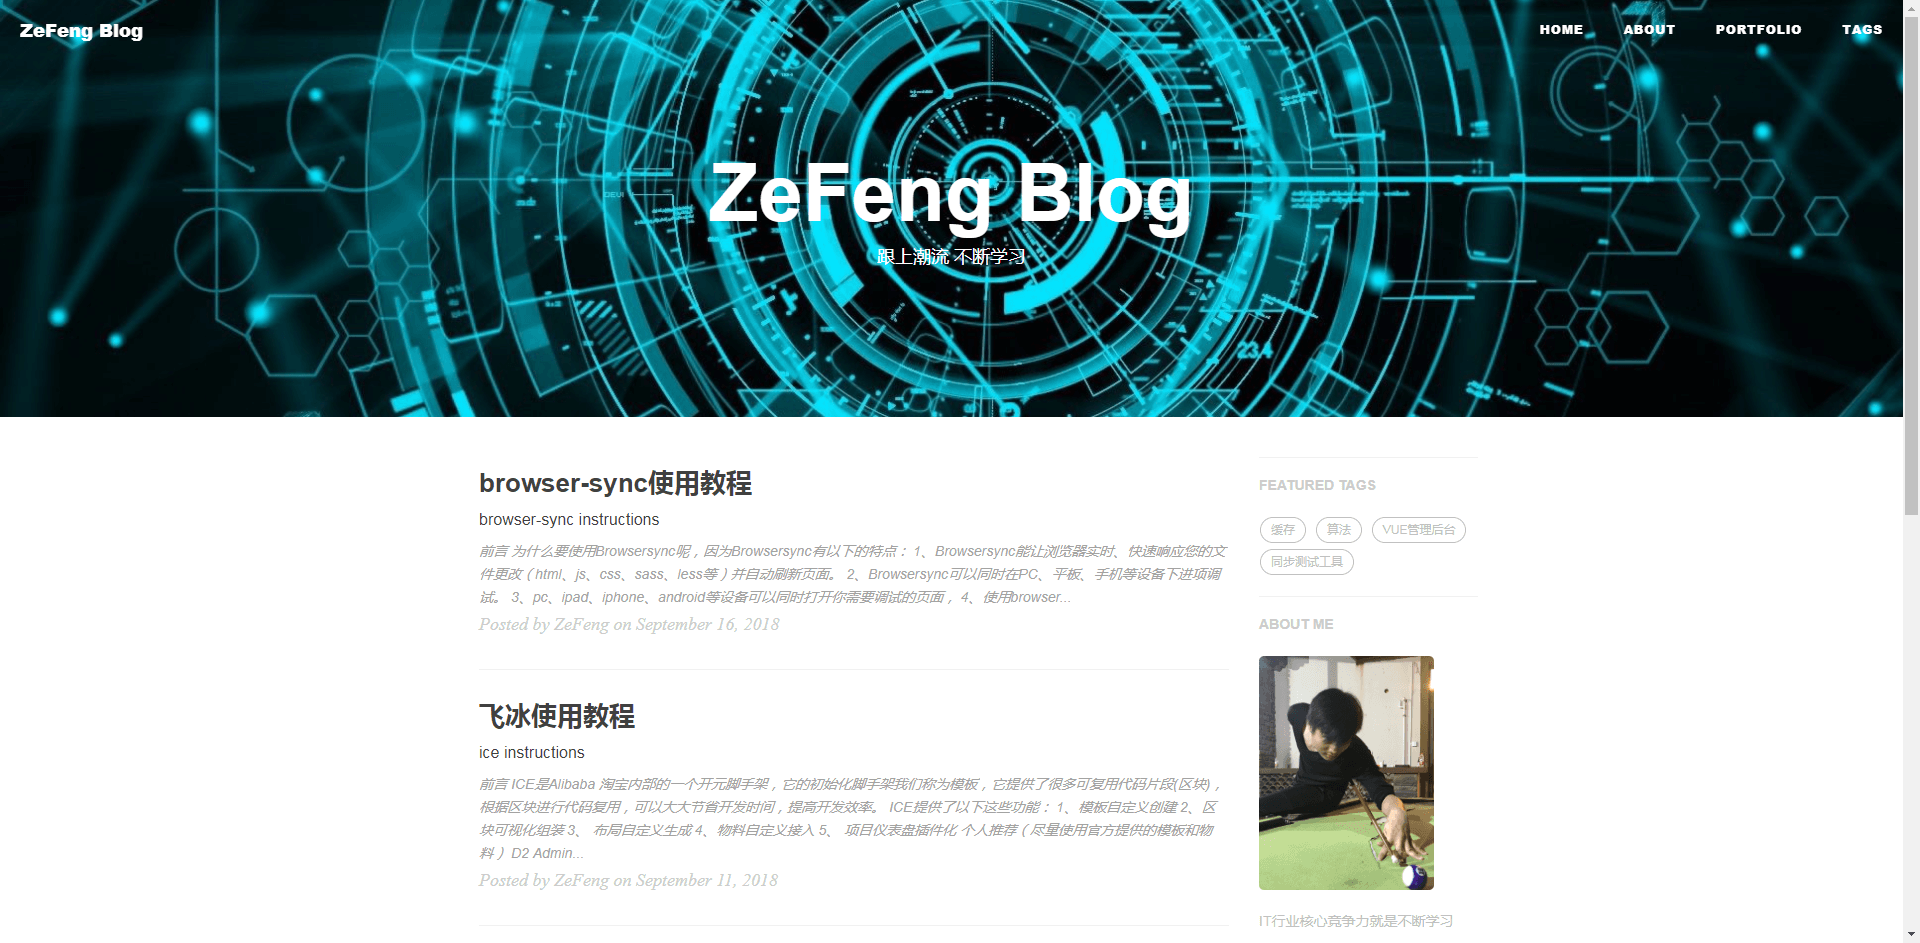 ZeFeng Blog
HOME ABOUT PORTFOLIO TAGS
ZeFeng Blog
跟上潮流 不断学习
234
browser-sync使用教程
browser-sync instructions
前言 为什么要使用Browsersync呢，因为Browsersync有以下的特点： 1、Browsersync能让浏览器实时、快速响应您的文
件更改（html、js、css、sass、less等）并自动刷新页面。 2、Browsersync可以同时在PC、平板、手机等设备下进项调
试。 3、pc、ipad、iphone、android等设备可以同时打开你需要调试的页面， 4、使用browser...
Posted by ZeFeng on September 16, 2018
飞冰使用教程
ice instructions
前言 ICE是Alibaba 淘宝内部的一个开元脚手架，它的初始化脚手架我们称为模板，它提供了很多可复用代码片段(区块)，
根据区块进行代码复用，可以大大节省开发时间，提高开发效率。 ICE提供了以下这些功能： 1、模板自定义创建 2、区
块可视化组装 3、 布局自定义生成 4、物料自定义接入 5、 项目仪表盘插件化 个人推荐（尽量使用官方提供的模板和物
料） D2 Admin...
Posted by ZeFeng on September 11, 2018
FEATURED TAGS
缓存 算法 VUE管理后台
同步测试工具
ABOUT ME
IT行业核心竞争力就是不断学习